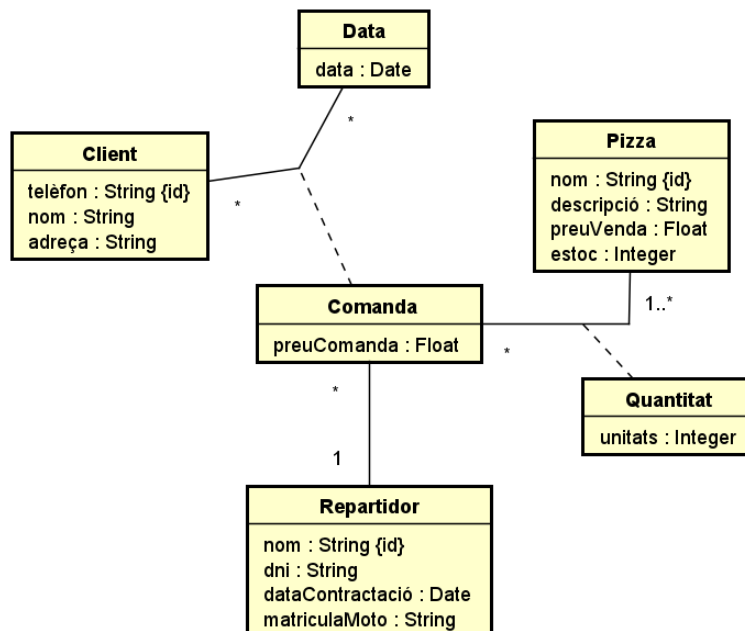 Data
data : Date
*
Client
telèfon : String {id}
nom : String
adreça : String
*
Pizza
nom : String {id}
descripció : String
preuVenda : Float
estoc : Integer
1..*
Comanda
preuComanda : Float
*
*
Quantitat
unitats : Integer
1
Repartidor
nom : String {id}
dni : String
dataContractació : Date
matriculaMoto : String